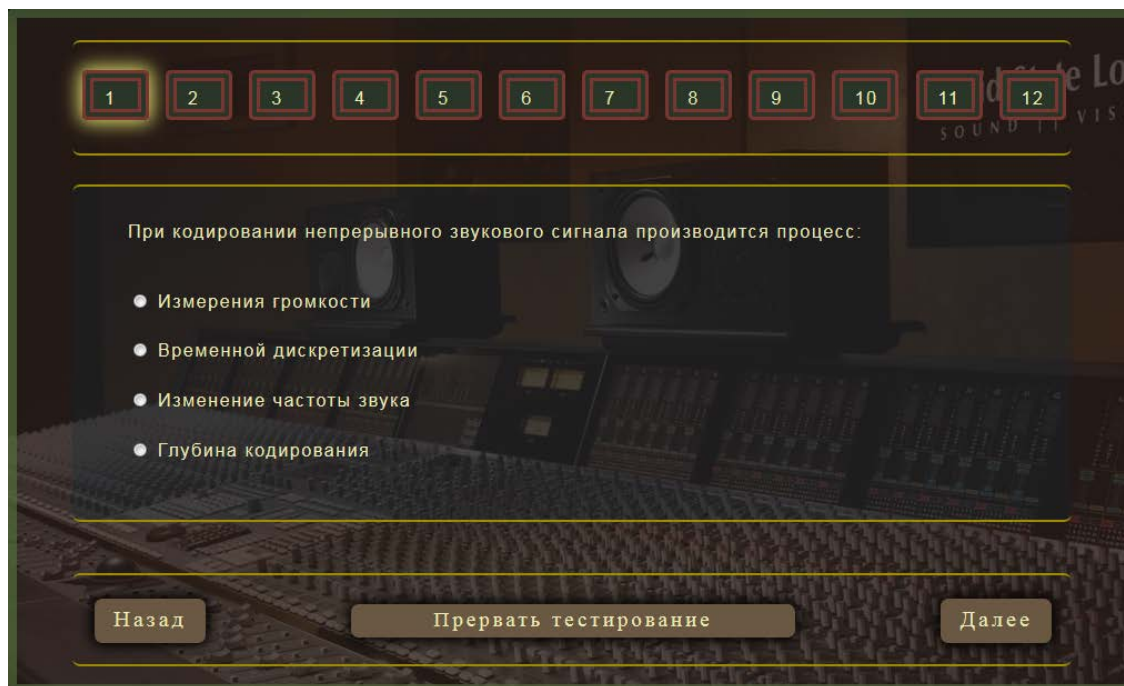 1 2 3 4 5 6 7 8 9 10 11 12
SOUND
При кодировании непрерывного звукового сигнала производится процесс:
Измерения громкости
Временной дискретизации
Изменение частоты звука
Глубина кодирования
Назад Прервать тестирование Далее